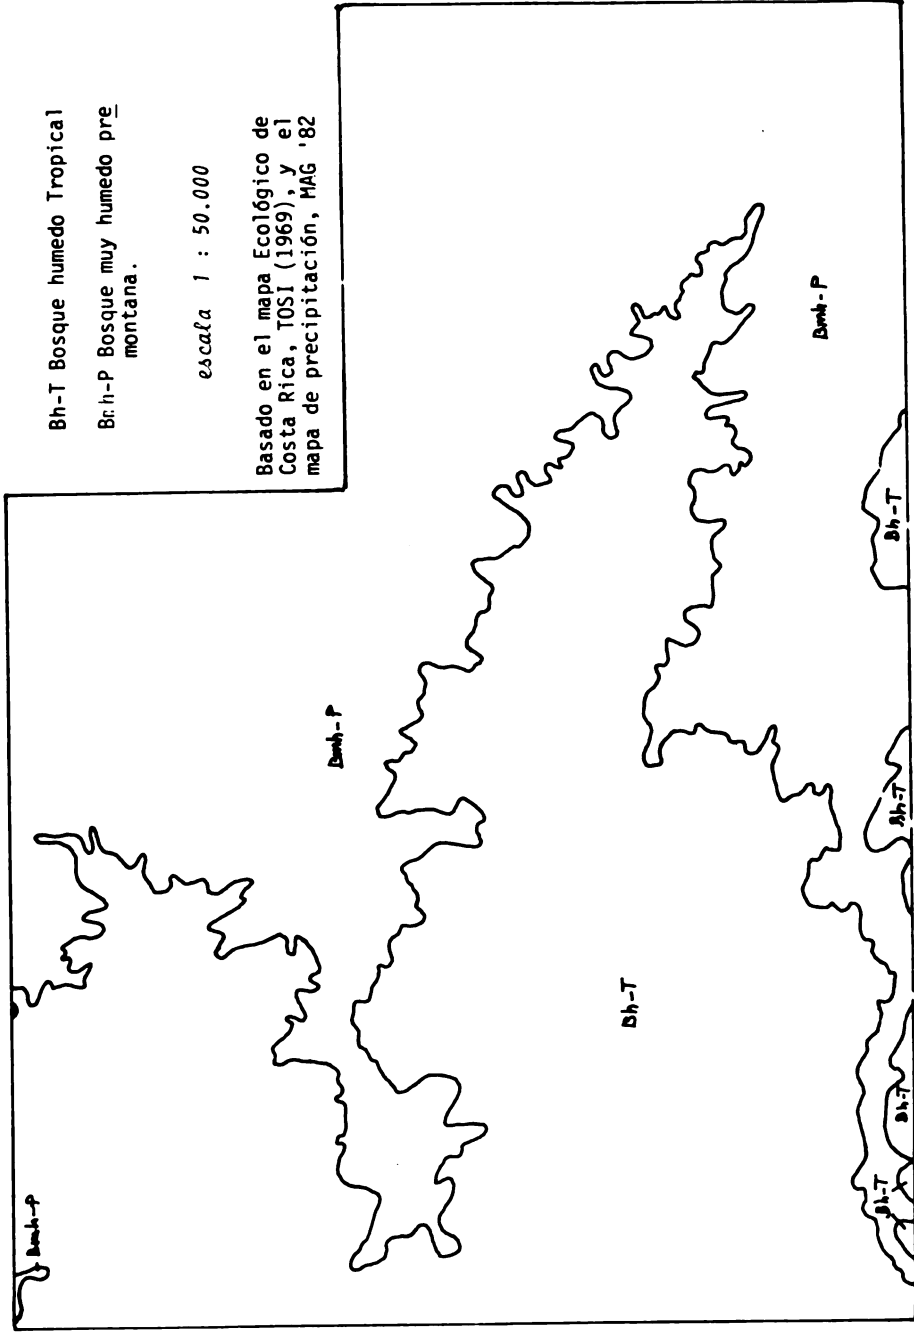 Bh-T Bosque humedo Tropical
Bmh-P Bosque muy humedo pre
montana.
escala 1 : 50.000
Basado en el mapa Ecológico de
Costa Rica, TOSI (1969), y el
mapa de precipitación, MAG '82
Bmh-P
Bmh-P
Bmh-P
Bh-T
Bh-T
Bh-T
Bh-T
Bh-T